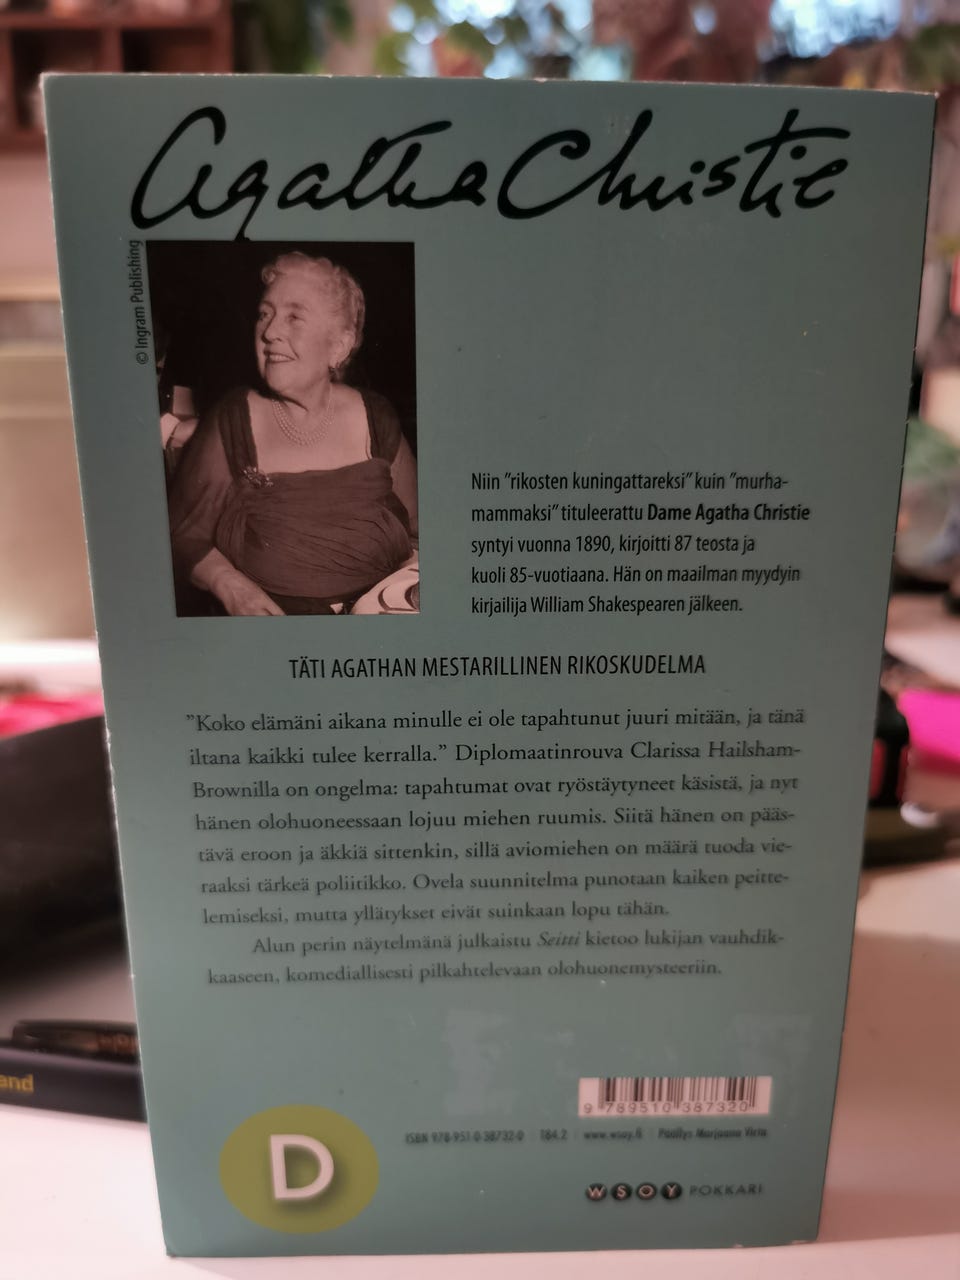 Agatha Christie
© Ingram Publishing
Niin ”rikosten kuningattareksi” kuin ”murha-
mammaksi” tituleerattu Dame Agatha Christie
syntyi vuonna 1890, kirjoitti 87 teosta ja
kuoli 85-vuotiaana. Hän on maailman myydyin
kirjailija William Shakespearen jälkeen.
TÄTI AGATHAN MESTARILLINEN RIKOSKUDELMA
”Koko elämäni aikana minulle ei ole tapahtunut juuri mitään, ja tänä
iltana kaikki tulee kerralla.” Diplomaatinrouva Clarissa Hailsham-
Brownilla on ongelma: tapahtumat ovat ryöstäytyneet käsistä, ja nyt
hänen olohuoneessaan lojuu miehen ruumis. Siitä hänen on pääs-
tävä eroon ja äkkiä sittenkin, sillä aviomiehen on määrä tuoda vie-
raaksi tärkeä poliitikko. Ovela suunnitelma punotaan kaiken peitte-
lemiseksi, mutta yllätykset eivät suinkaan lopu tähän.
Alun perin näytelmänä julkaistu Seitti kietoo lukijan vauhdik-
kaaseen, komediallisesti pilkahtelevaan olohuonemysteeriin.
9 789510 387320
ISBN 978-951-0-38732-0 | T84.2 | www.wsoy.fi | Päällys Marjaana Virta
D
WSOY POKKARI
and